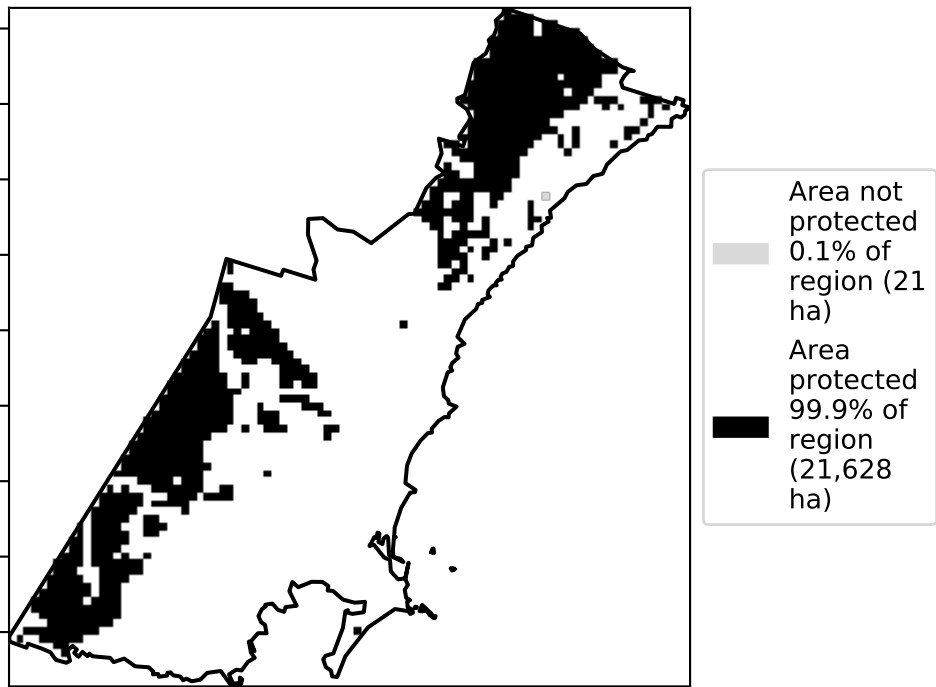 Area not
protected
0.1% of
region (21
ha)
Area
protected
99.9% of
region
(21,628
ha)